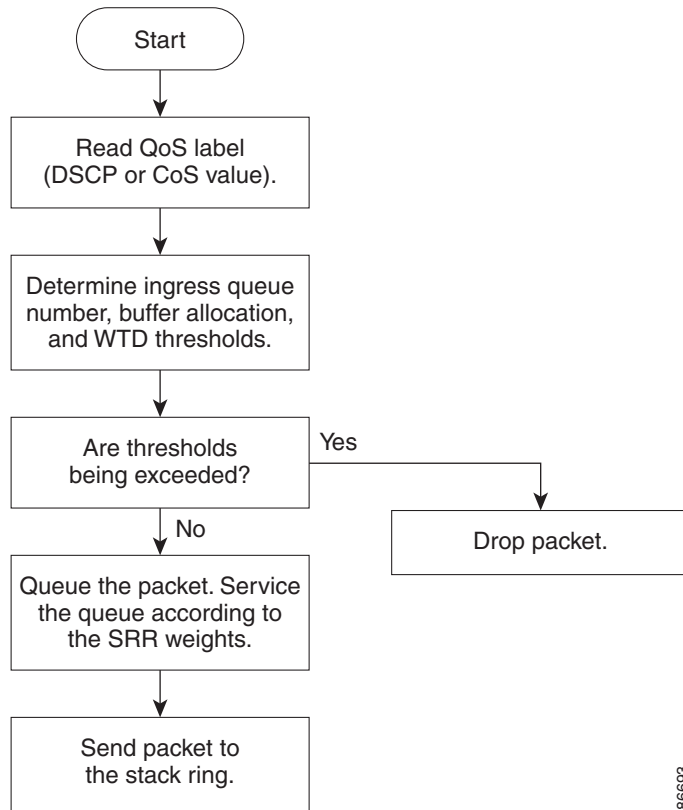 Start
Read QoS label
(DSCP or CoS value).
Determine ingress queue
number, buffer allocation,
and WTD thresholds.
Are thresholds
being exceeded?
Yes
No
Drop packet.
Queue the packet. Service
the queue according to
the SRR weights.
Send packet to
the stack ring.